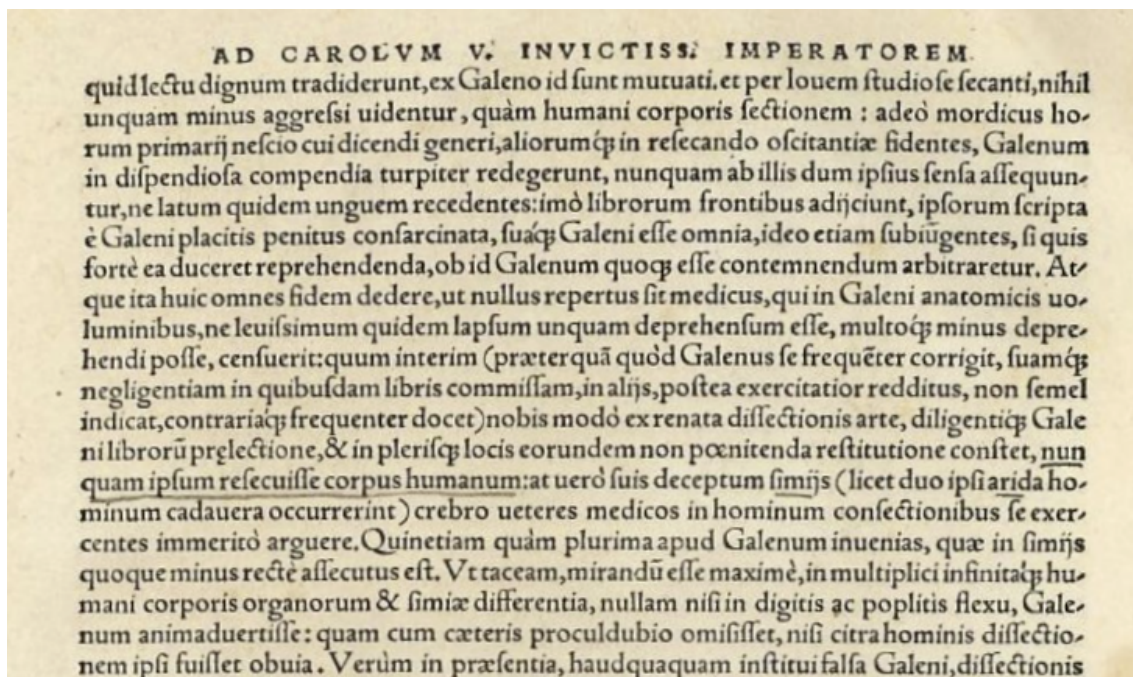 AD CAROLVM V. INVICTISS. IMPERATOREM.
quid lectu dignum tradiderunt, ex Galeno id sunt mutuati. et per Iouem studiose secanti, nihil
unquam minus aggressi uidentur, quàm humani corporis sectionem : adeò mordicus ho-
rum primarij nescio cui dicendi generi, aliorumq́ꝫ in resecando oscitantiæ fidentes, Galenum
in dispendiosa compendia turpiter redegerunt, nunquam ab illis dum ipsius sensa assequun-
tur, ne latum quidem unguem recedentes: imò librorum frontibus adijciunt, ipsorum scripta
è Galeni placitis penitus consarcinata, suaq́ꝫ Galeni esse omnia, ideo etiam subiūgentes, si quis
fortè ea duceret reprehendenda, ob id Galenum quoqꝫ esse contemnendum arbitraretur. At-
que ita huic omnes fidem dedere, ut nullus repertus sit medicus, qui in Galeni anatomicis uo-
luminibus, ne leuissimum quidem lapsum unquam deprehensum esse, multoq́ꝫ minus depre-
hendi posse, censuerit: quum interim (præterquā quòd Galenus se frequēter corrigit, suamq́ꝫ
negligentiam in quibusdam libris commissam, in alijs, postea exercitatior redditus, non semel
indicat, contrariaq́ꝫ frequenter docet) nobis modò ex renata dissectionis arte, diligentiq́ꝫ Gale
ni librorū pręlectione, & in plerisqꝫ locis eorundem non pœnitenda restitutione constet, nun
quam ipsum resecuisse corpus humanum: at uerò suis deceptum simijs (licet duo ipsi arida ho-
minum cadauera occurrerint) crebro ueteres medicos in hominum consectionibus se exer-
centes immeritò arguere. Quinetiam quàm plurima apud Galenum inuenias, quæ in simijs
quoque minus rectè assecutus est. Vt taceam, mirandū esse maximè, in multiplici infinitaq́ꝫ hu-
mani corporis organorum & simiæ differentia, nullam nisi in digitis ac poplitis flexu, Gale-
num animaduertisse: quam cum cæteris proculdubio omisisset, nisi citra hominis dissectio-
nem ipsi fuisset obuia. Verùm in præsentia, haudquaquam institui falsa Galeni, dissectionis